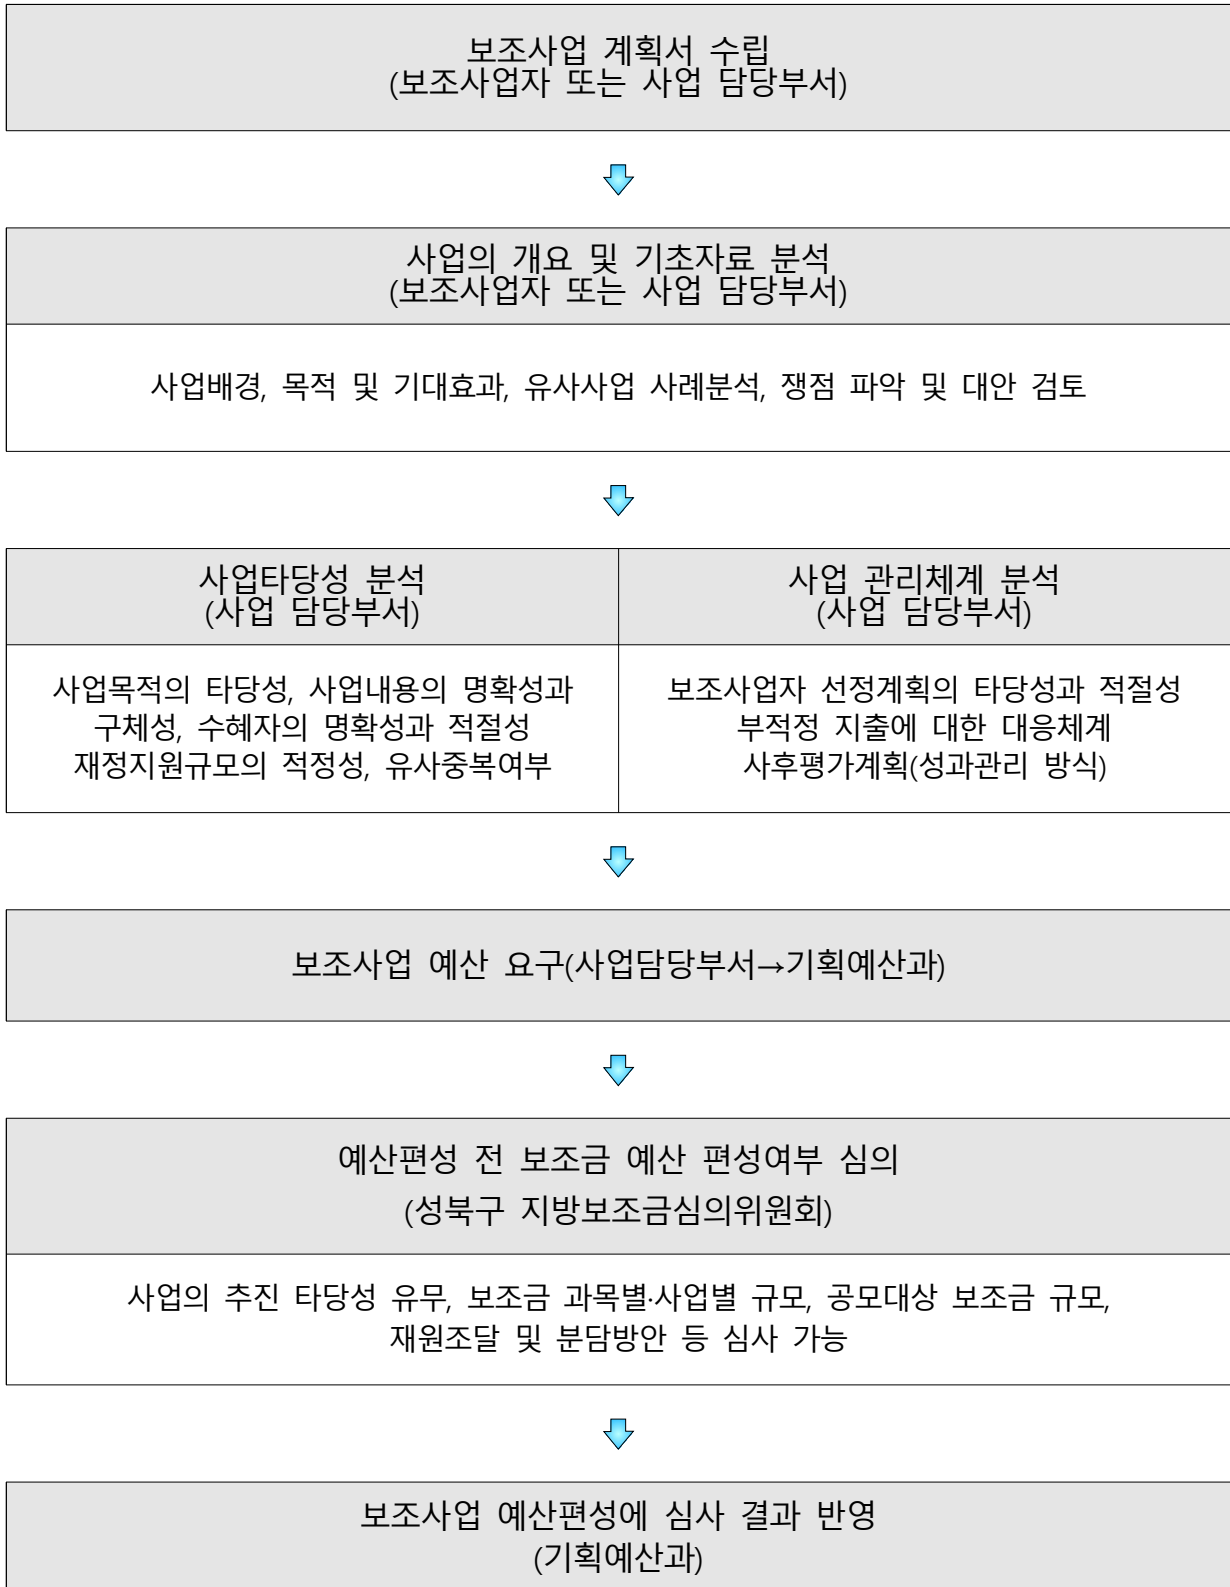 보조사업 계획서 수립
(보조사업자 또는 사업 담당부서)
사업의 개요 및 기초자료 분석
(보조사업자 또는 사업 담당부서)
사업배경, 목적 및 기대효과, 유사사업 사례분석, 쟁점 파악 및 대안 검토
사업타당성 분석
(사업 담당부서)
사업목적의 타당성, 사업내용의 명확성과
구체성, 수혜자의 명확성과 적절성
재정지원규모의 적정성, 유사중복여부
사업 관리체계 분석
(사업 담당부서)
보조사업자 선정계획의 타당성과 적절성
부적정 지출에 대한 대응체계
사후평가계획(성과관리 방식)
보조사업 예산 요구(사업담당부서→기획예산과)
예산편성 전 보조금 예산 편성여부 심의
(성북구 지방보조금심의위원회)
사업의 추진 타당성 유무, 보조금 과목별·사업별 규모, 공모대상 보조금 규모,
재원조달 및 분담방안 등 심사 가능
보조사업 예산편성에 심사 결과 반영
(기획예산과)